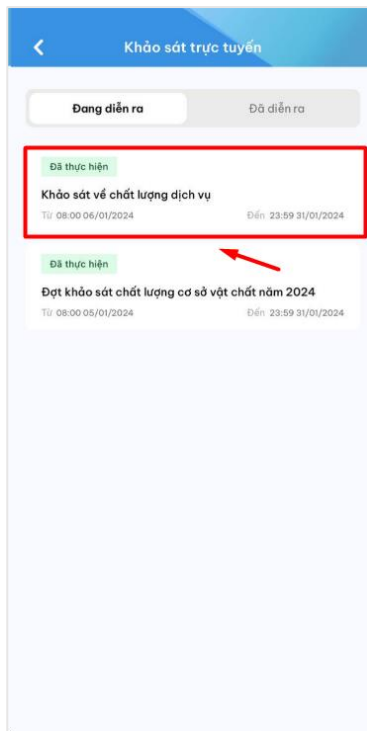 Khảo sát trực tuyến
Đang diễn ra
Đã diễn ra
Đã thực hiện
Khảo sát về chất lượng dịch vụ
Từ 08:00 06/01/2024
Đến 23:59 31/01/2024
Đã thực hiện
Đợt khảo sát chất lượng cơ sở vật chất năm 2024
Từ 08:00 05/01/2024
Đến 23:59 31/01/2024